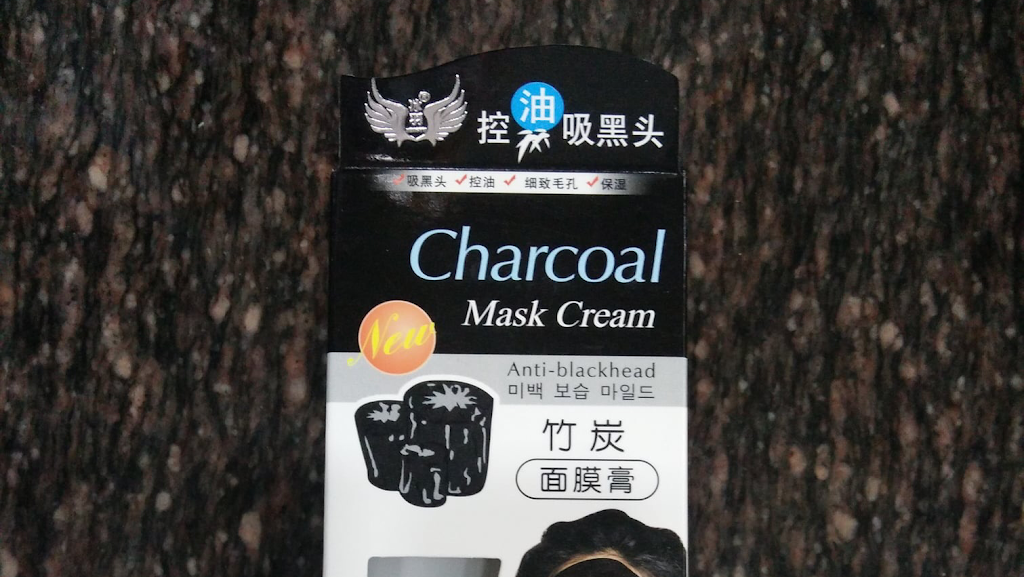 控油吸黑头
吸黑头 控油 细致毛孔 保湿
Charcoal
Mask Cream
New
Anti-blackhead
미백 보습 마일드
竹炭
面膜膏